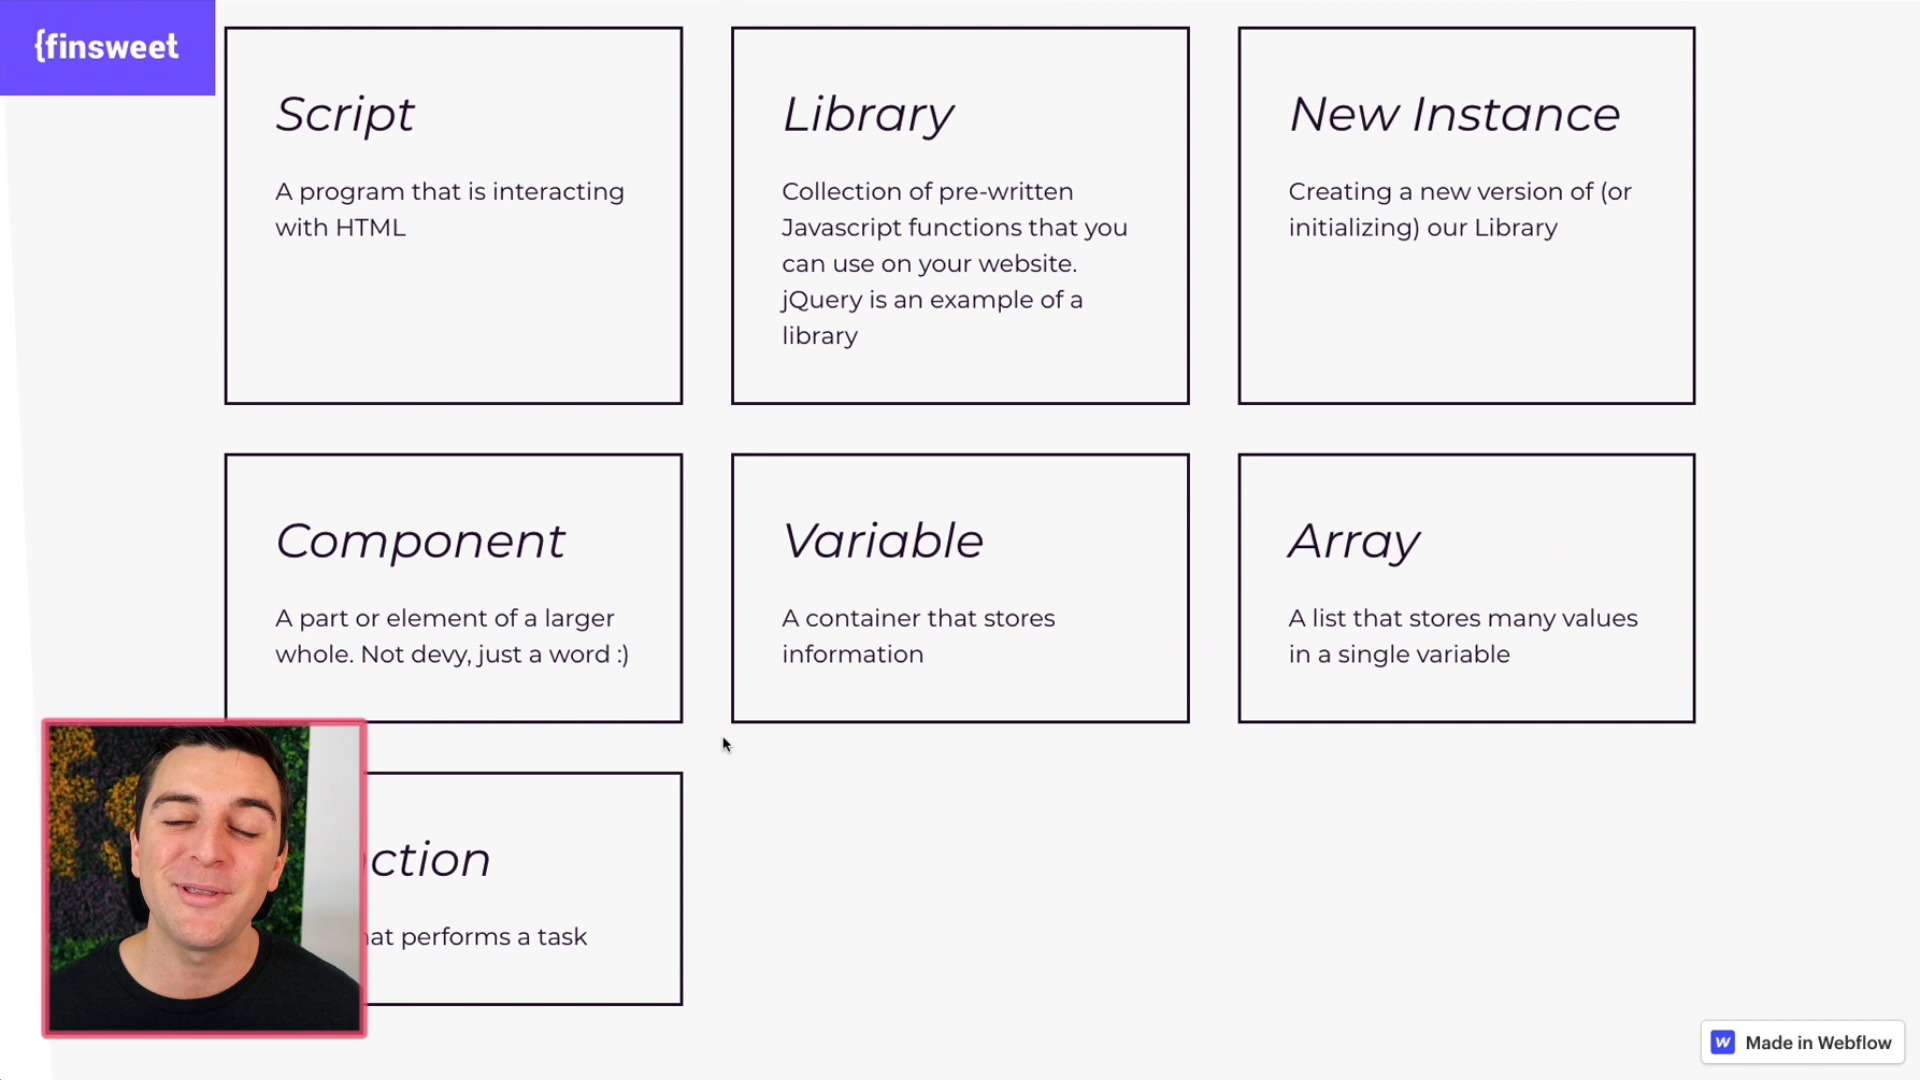 {finsweet
Script
A program that is interacting
with HTML
Library
Collection of pre-written
Javascript functions that you
can use on your website.
jQuery is an example of a
library
New Instance
Creating a new version of (or
initializing) our Library
Component
A part or element of a larger
whole. Not devy, just a word :)
Variable
A container that stores
information
Array
A list that stores many values
in a single variable
ction
performs a task
W Made in Webflow